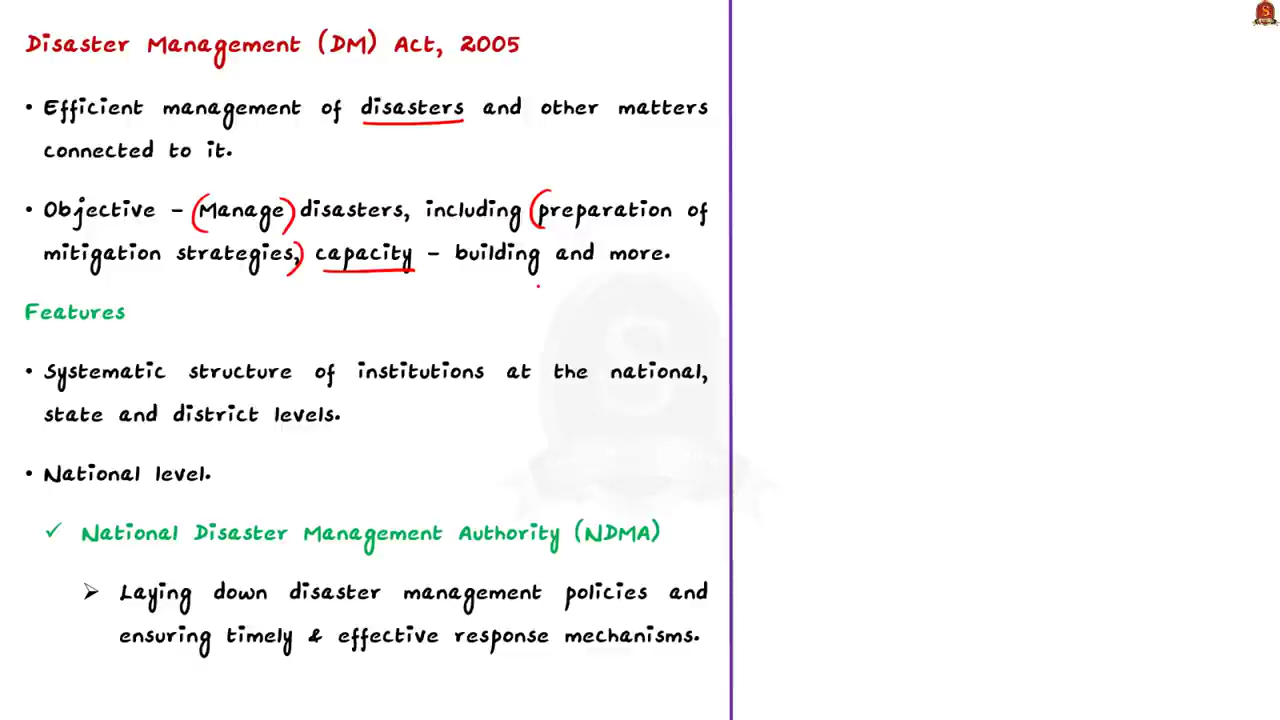 Disaster Management (DM) Act, 2005
• Efficient management of disasters and other matters
connected to it.
• Objective – (Manage) disasters, including (preparation of
mitigation strategies,) capacity – building and more.
Features
• Systematic structure of institutions at the national,
state and district levels.
• National level.
✓ National Disaster Management Authority (NDMA)
➢ Laying down disaster management policies and
ensuring timely & effective response mechanisms.